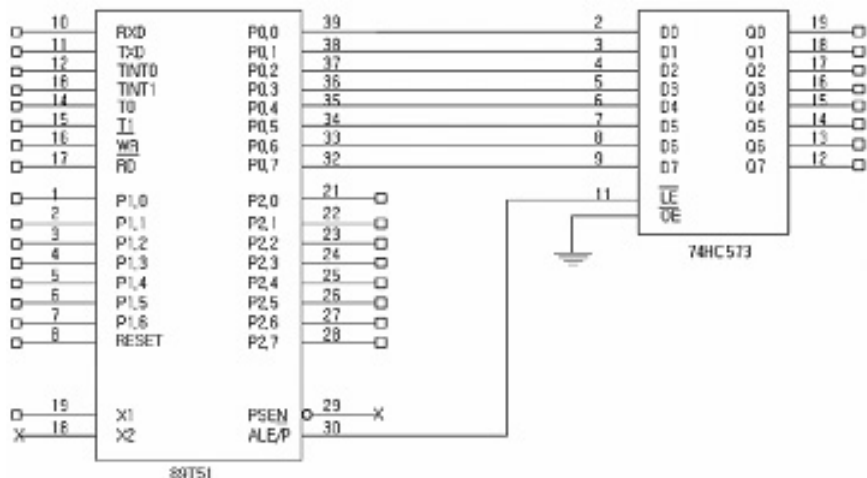 10 RXD P0,0 39 2 D0 Q0 19
11 TXD P0,1 38 3 D1 Q1 18
12 TINT0 P0,2 37 4 D2 Q2 17
18 TINT1 P0,3 36 5 D3 Q3 16
14 T0 P0,4 35 6 D4 Q4 15
15 T1 P0,5 34 7 D5 Q5 14
16 WR P0,6 33 8 D6 Q6 13
17 RD P0,7 32 9 D7 Q7 12
1 P1,0 P2,0 21 11 LE
2 P1,1 P2,1 22 OE
3 P1,2 P2,2 23
4 P1,3 P2,3 24
5 P1,4 P2,4 25
6 P1,5 P2,5 26
7 P1,6 P2,6 27
8 RESET P2,7 28
74HC573
19 X1 PSEN 29 X
X 18 X2 ALE/P 30
89T51